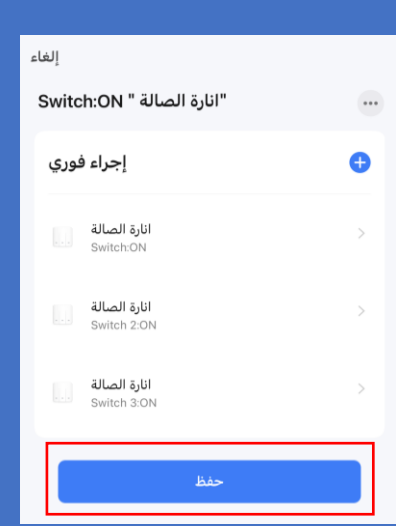 إلغاء
"انارة الصالة " Switch:ON
إجراء فوري
انارة الصالة
Switch:ON
انارة الصالة
Switch 2:ON
انارة الصالة
Switch 3:ON
حفظ